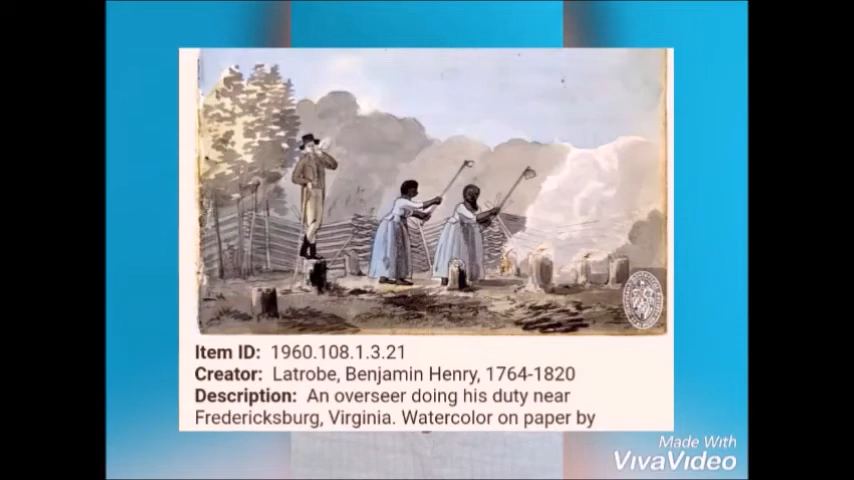 Item ID: 1960.108.1.3.21
Creator: Latrobe, Benjamin Henry, 1764-1820
Description: An overseer doing his duty near
Fredericksburg, Virginia. Watercolor on paper by
Made With
VivaVideo